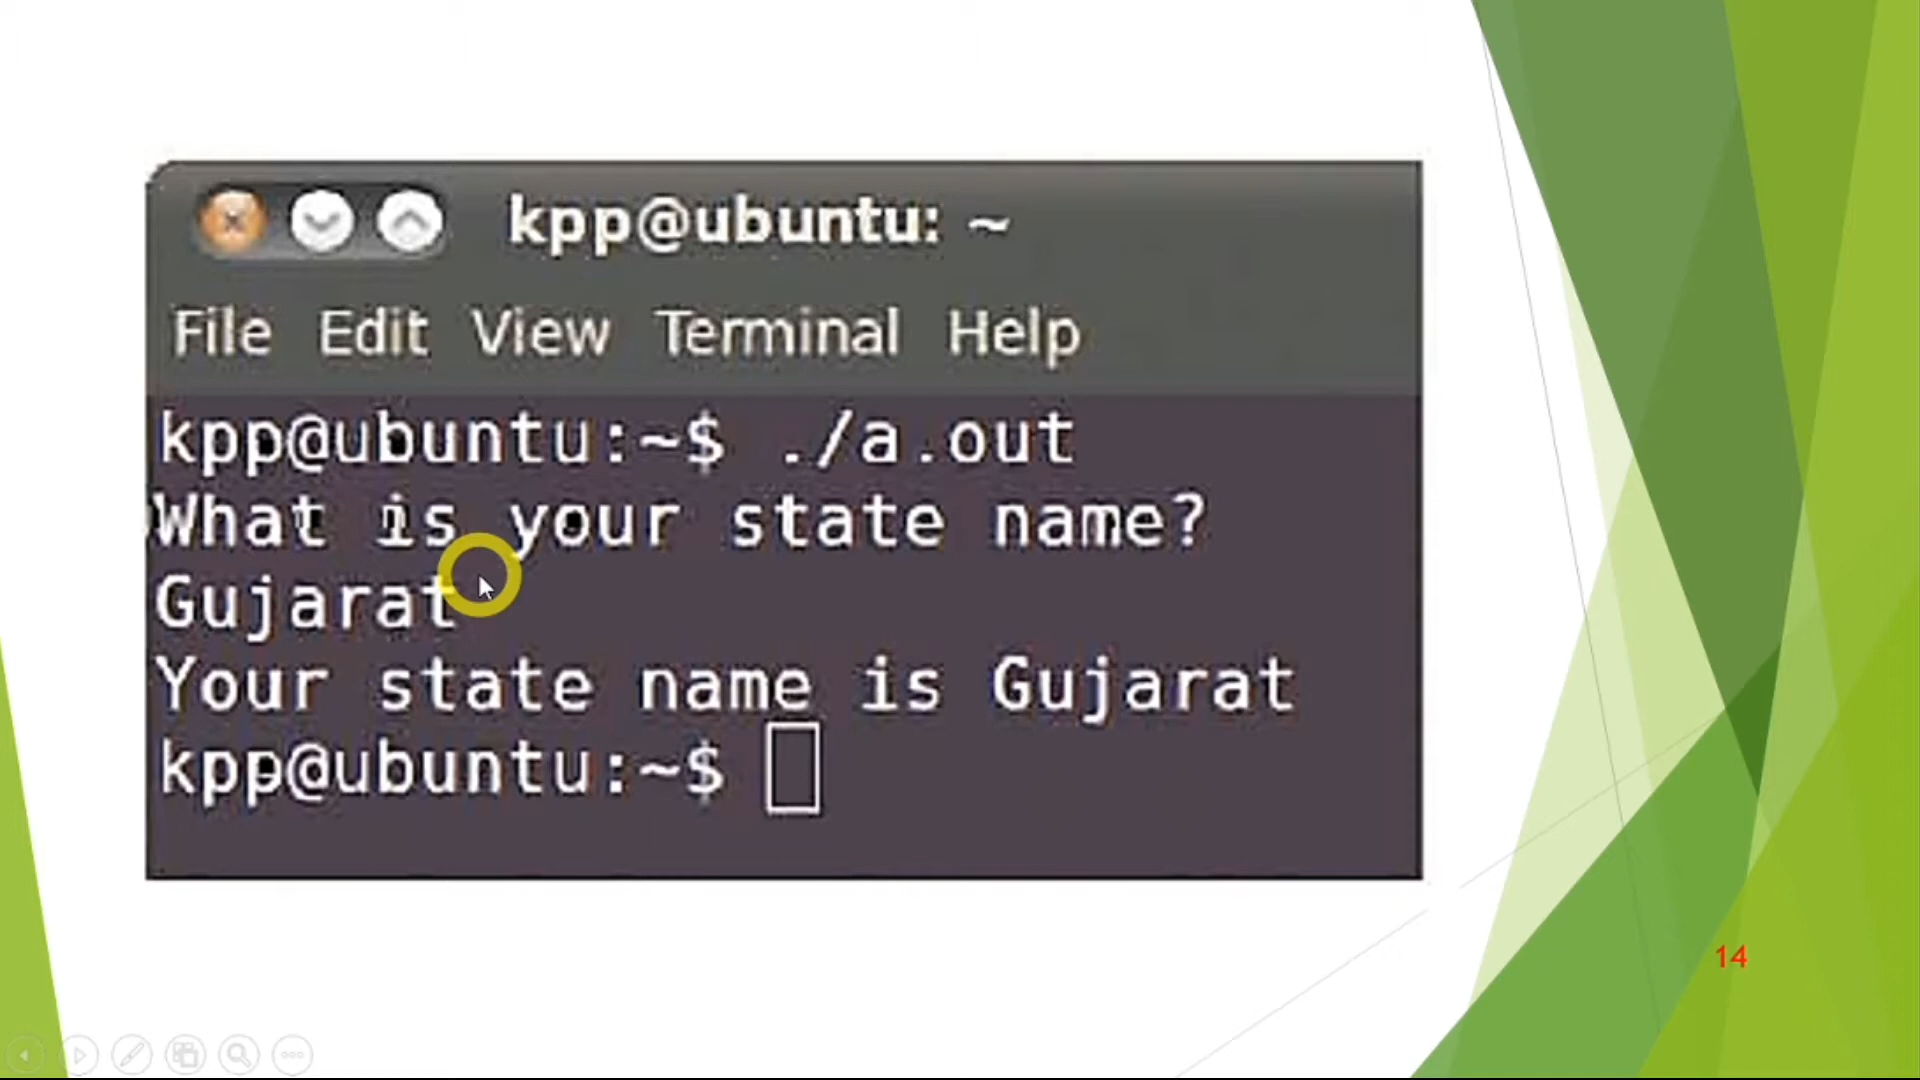 kpp@ubuntu: ~
File Edit View Terminal Help
kpp@ubuntu:~$ ./a.out
What is your state name?
Gujarat
Your state name is Gujarat
kpp@ubuntu:~$
14